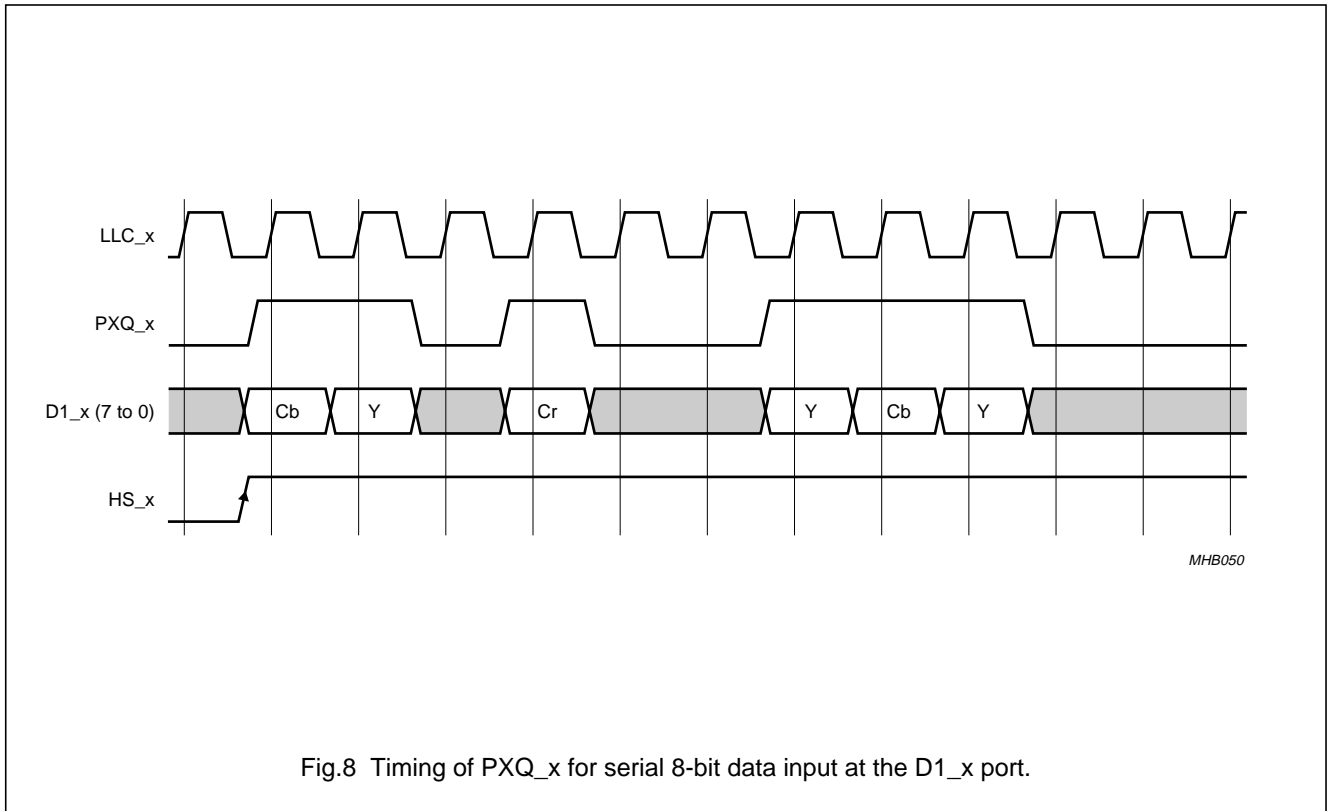 LLC_x
PXQ_x
D1_x (7 to 0) Cb Y Cr Y Cb Y
HS_x
MHB050
Fig.8 Timing of PXQ_x for serial 8-bit data input at the D1_x port.